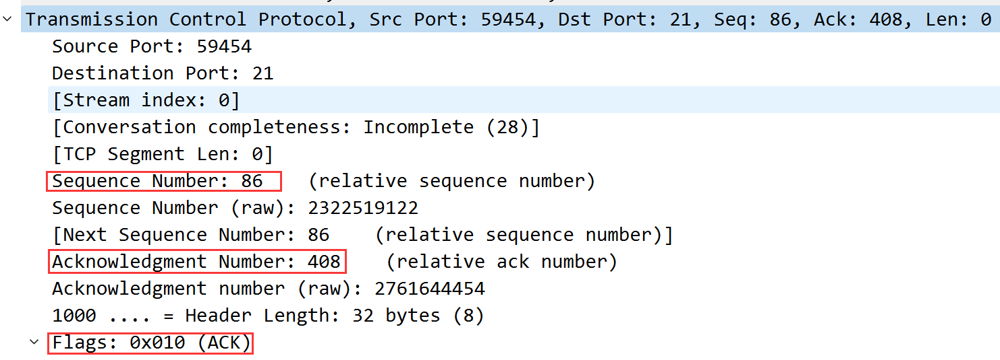 Transmission Control Protocol, Src Port: 59454, Dst Port: 21, Seq: 86, Ack: 408, Len: 0
Source Port: 59454
Destination Port: 21
[Stream index: 0]
[Conversation completeness: Incomplete (28)]
[TCP Segment Len: 0]
Sequence Number: 86    (relative sequence number)
Sequence Number (raw): 2322519122
[Next Sequence Number: 86    (relative sequence number)]
Acknowledgment Number: 408    (relative ack number)
Acknowledgment number (raw): 2761644454
1000 .... = Header Length: 32 bytes (8)
Flags: 0x010 (ACK)